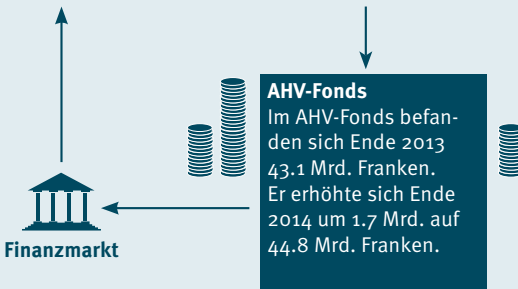 AHV-Fonds
Im AHV-Fonds befan-
den sich Ende 2013
43.1 Mrd. Franken.
Er erhöhte sich Ende
2014 um 1.7 Mrd. auf
44.8 Mrd. Franken.
Finanzmarkt